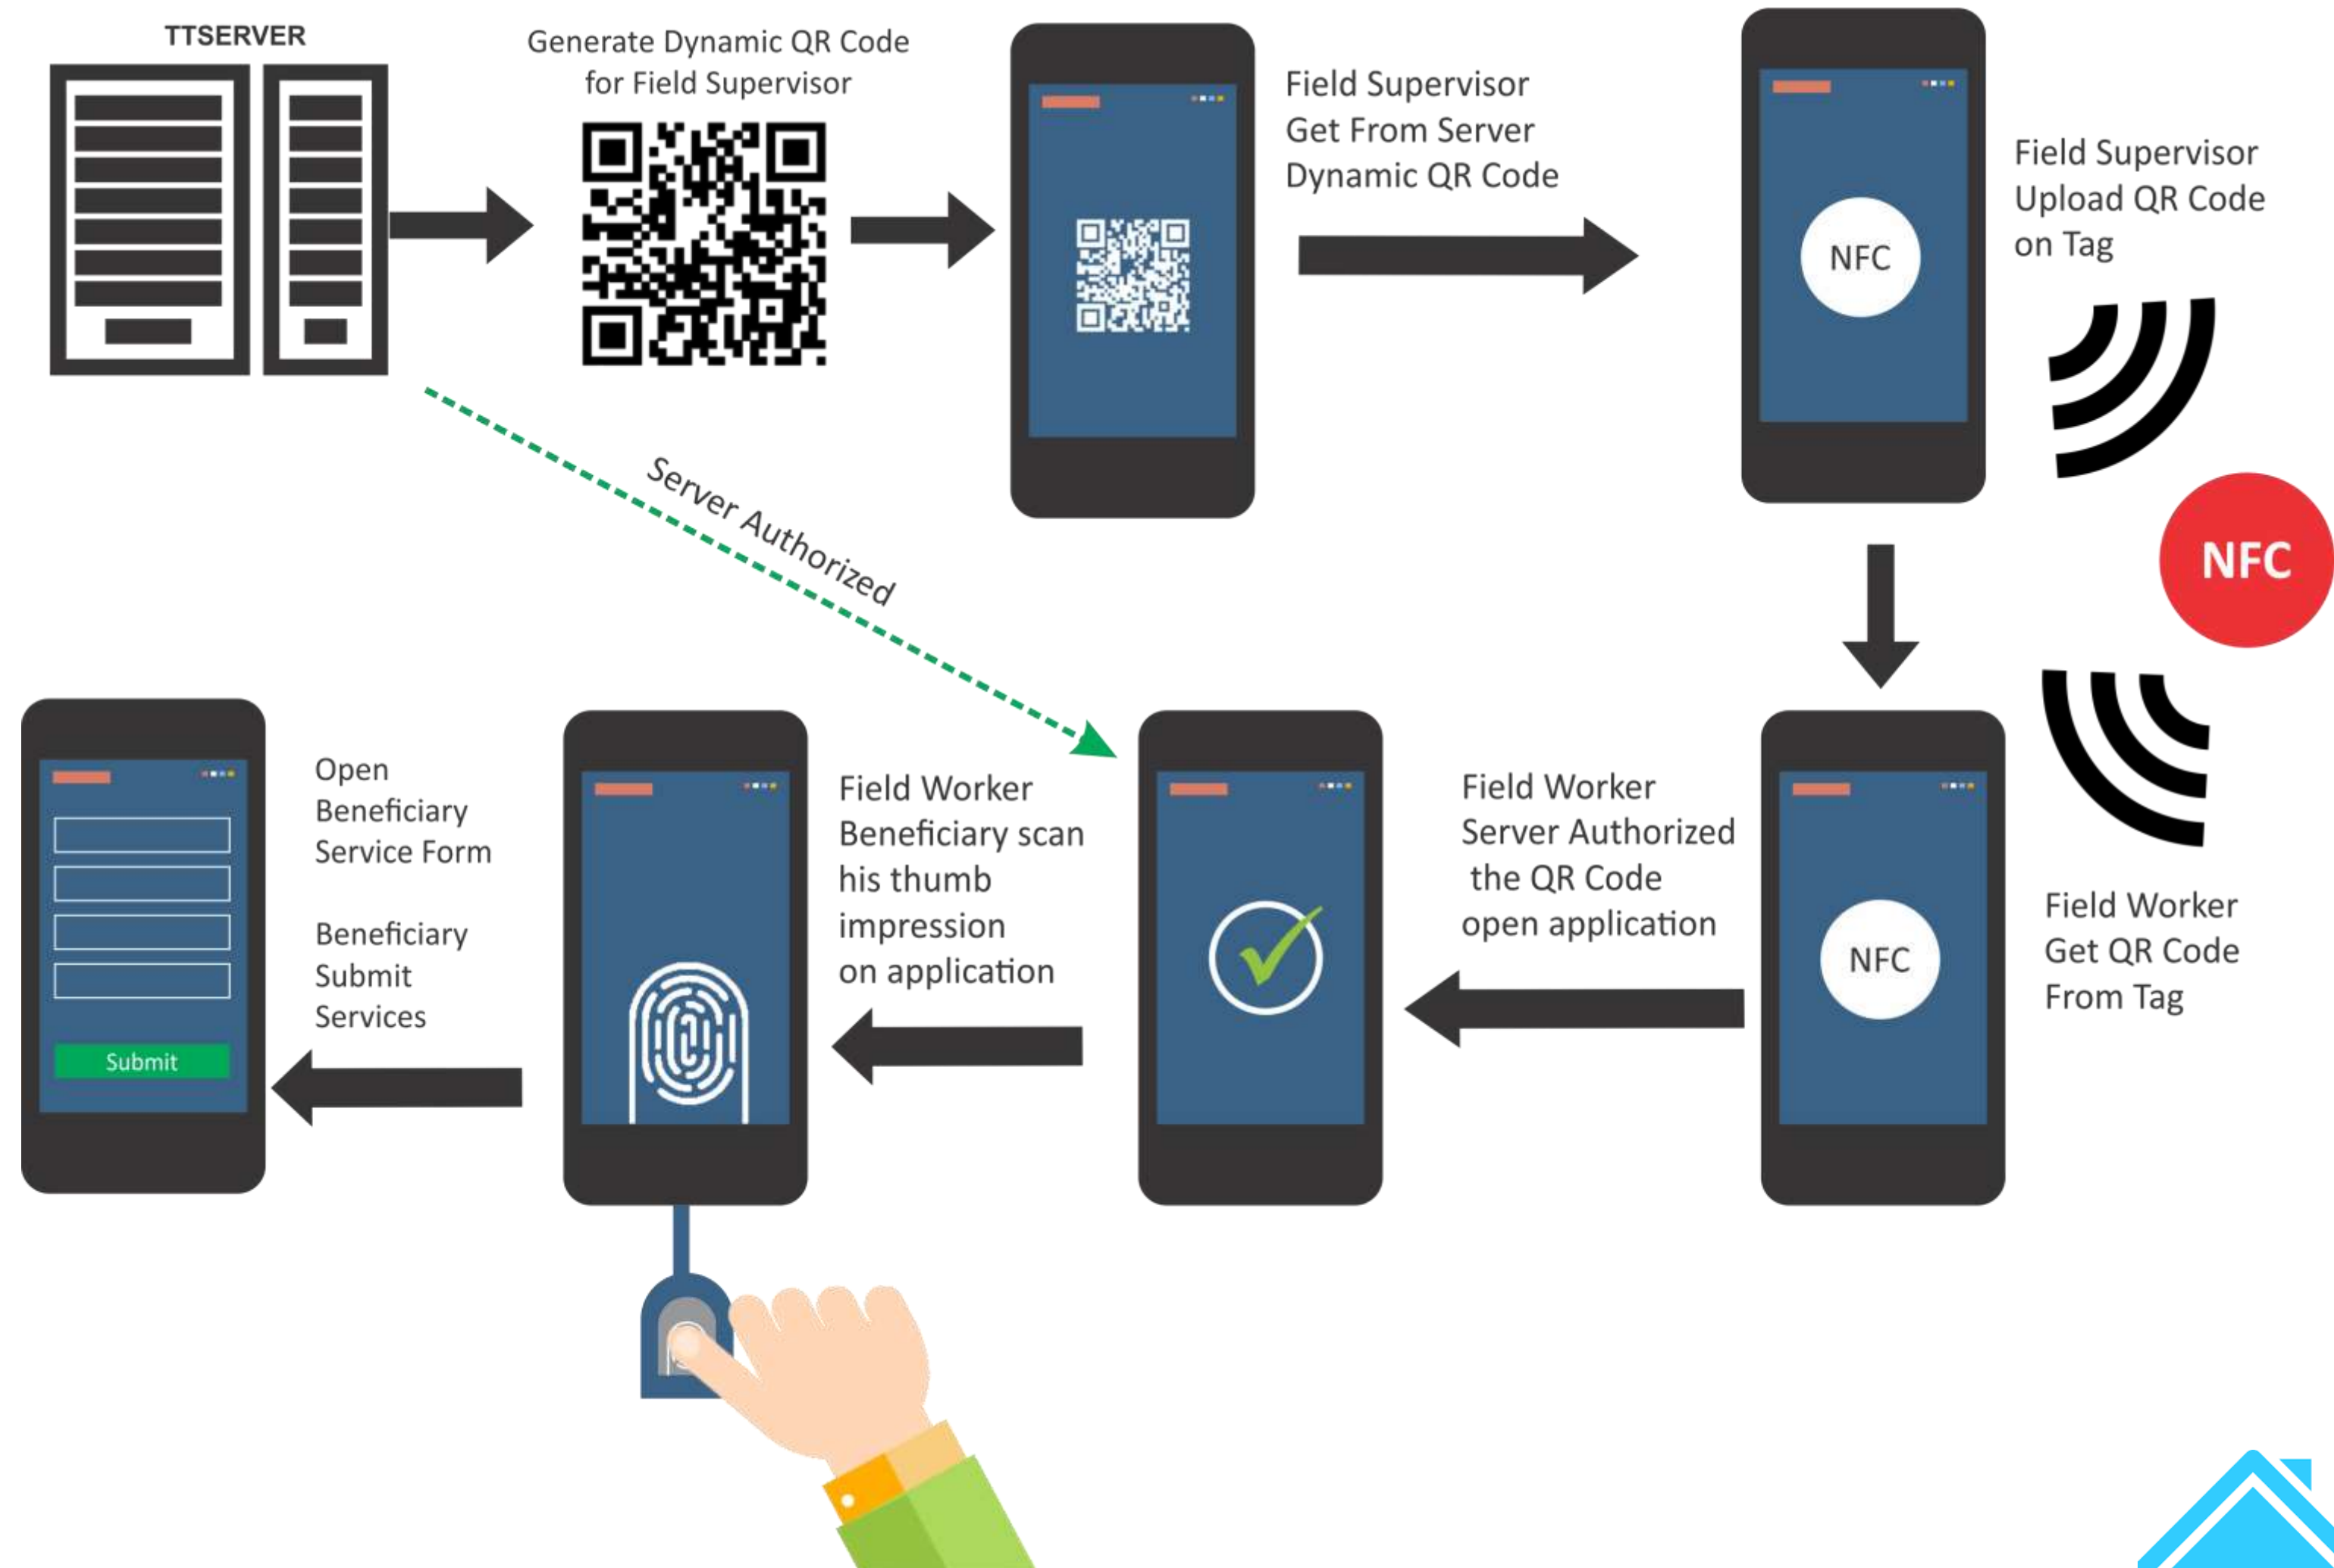 TTSERVER
Generate Dynamic QR Code
for Field Supervisor
Field Supervisor
Get From Server
Dynamic QR Code
NFC
Field Supervisor
Upload QR Code
on Tag
NFC
Server Authorized
NFC
Field Worker
Get QR Code
From Tag
Field Worker
Server Authorized
the QR Code
open application
Field Worker
Beneficiary scan
his thumb
impression
on application
Open
Beneficiary
Service Form
Beneficiary
Submit
Services
Submit